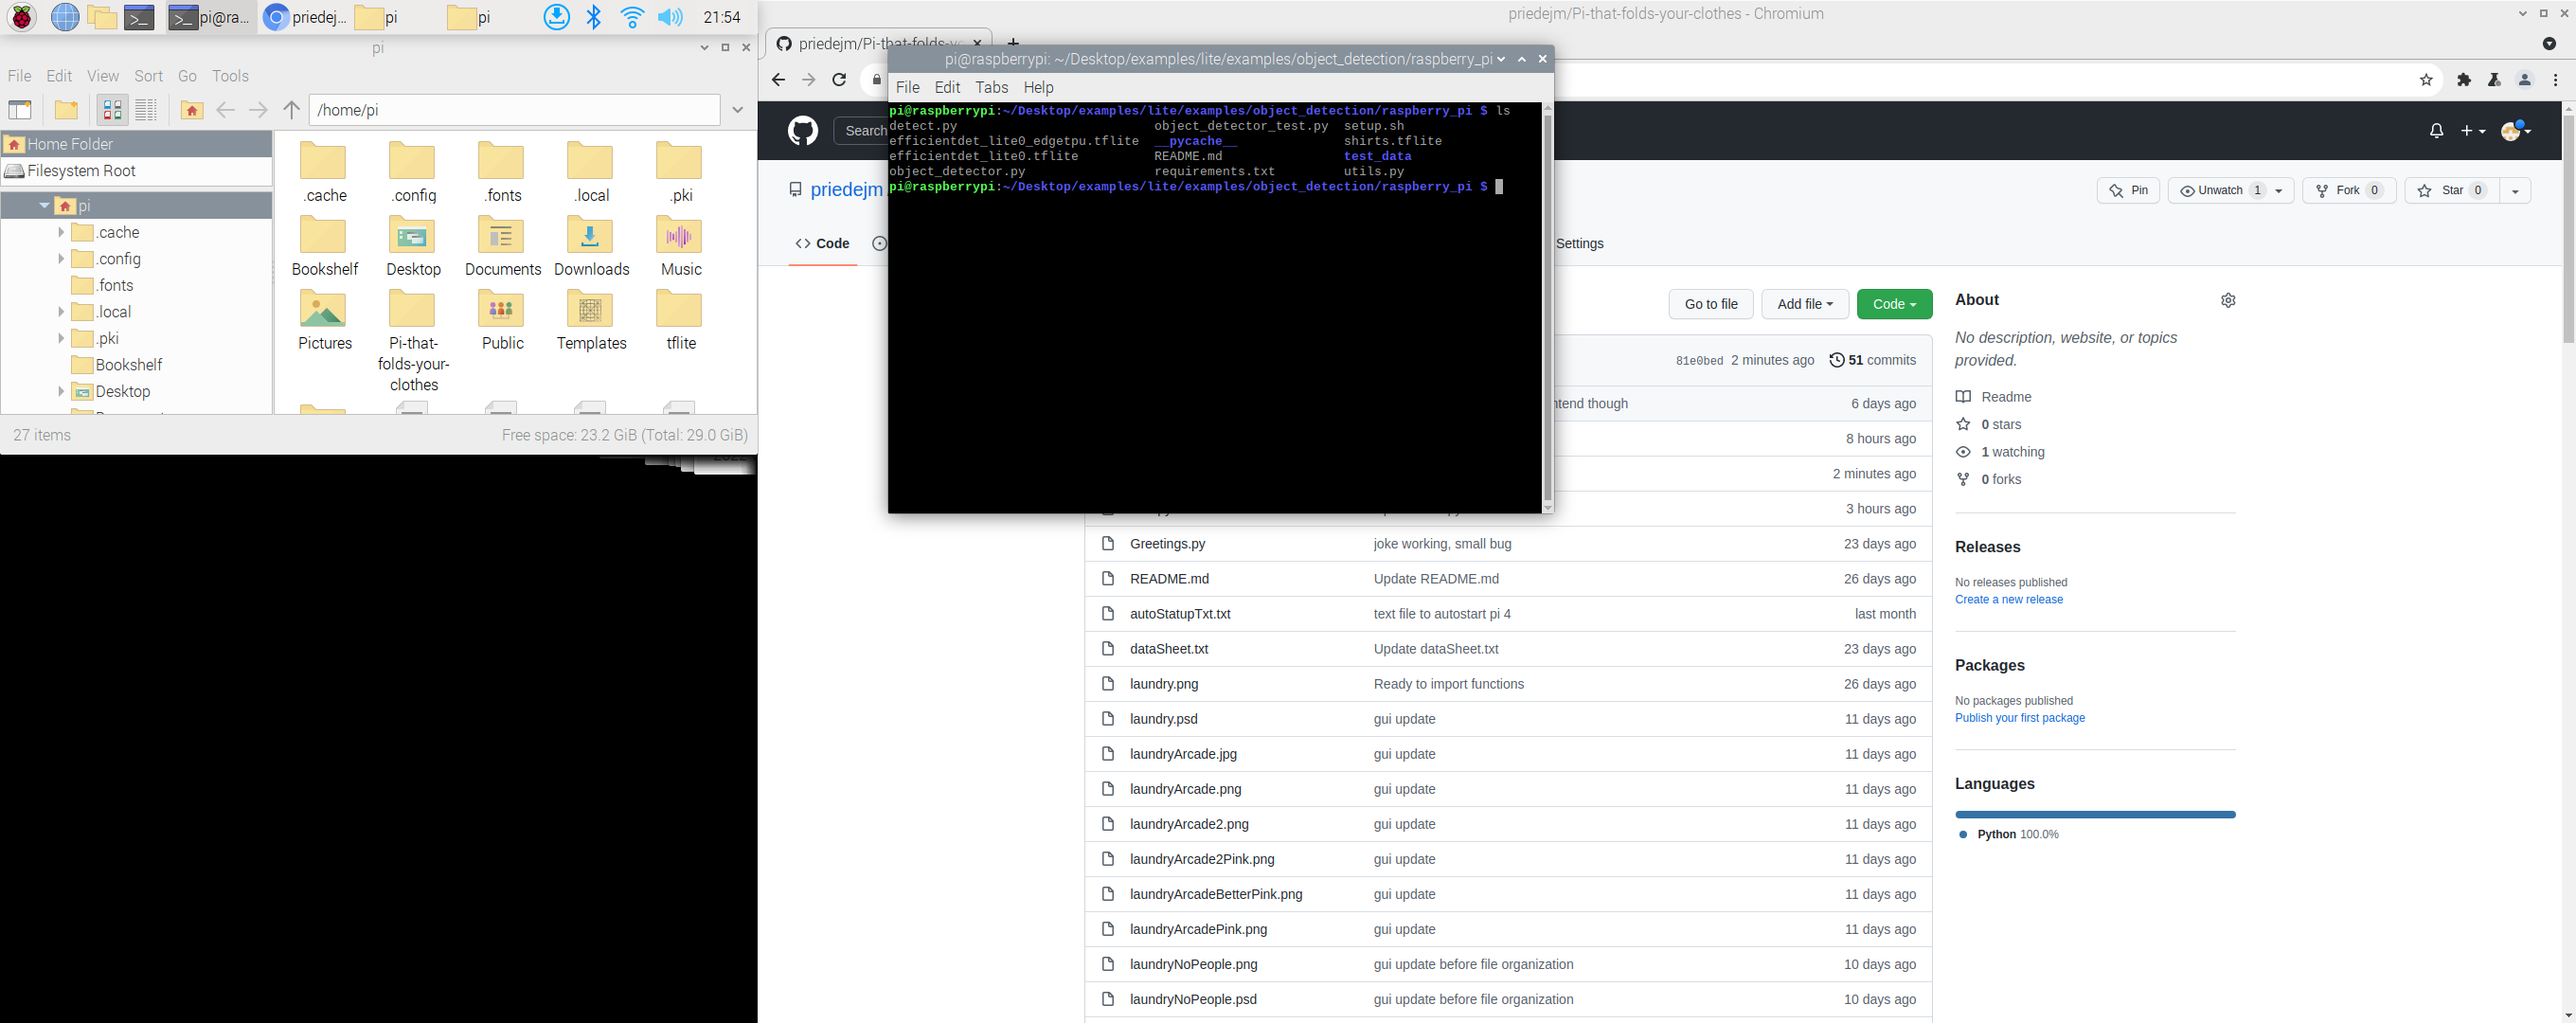 pi@ra...
priedej...
pi
pi
21:54
pi
File Edit View Sort Go Tools
/home/pi
Home Folder
Filesystem Root
pi
.cache
.config
.fonts
.local
.pki
Bookshelf
Desktop
.cache .config .fonts .local .pki
Bookshelf Desktop Documents Downloads Music
Pictures Pi-that-folds-your-clothes Public Templates tflite
27 items
Free space: 23.2 GiB (Total: 29.0 GiB)
priedejm/Pi-that-folds-your-clothes - Chromium
priedejm/Pi-that-folds-yo
pi@raspberrypi: ~/Desktop/examples/lite/examples/object_detection/raspberry_pi
File Edit Tabs Help
pi@raspberrypi:~/Desktop/examples/lite/examples/object_detection/raspberry_pi $ ls
detect.py object_detector_test.py setup.sh
efficientdet_lite0_edgetpu.tflite __pycache__ shirts.tflite
efficientdet_lite0.tflite README.md test_data
object_detector.py requirements.txt utils.py
pi@raspberrypi:~/Desktop/examples/lite/examples/object_detection/raspberry_pi $
Search
priedejm
Pin
Unwatch 1
Fork 0
Star 0
Code
Settings
Go to file
Add file
Code
81e0bed 2 minutes ago 51 commits
ntend though 6 days ago
8 hours ago
2 minutes ago
3 hours ago
Greetings.py joke working, small bug 23 days ago
README.md Update README.md 26 days ago
autoStatupTxt.txt text file to autostart pi 4 last month
dataSheet.txt Update dataSheet.txt 23 days ago
laundry.png Ready to import functions 26 days ago
laundry.psd gui update 11 days ago
laundryArcade.jpg gui update 11 days ago
laundryArcade.png gui update 11 days ago
laundryArcade2.png gui update 11 days ago
laundryArcade2Pink.png gui update 11 days ago
laundryArcadeBetterPink.png gui update 11 days ago
laundryArcadePink.png gui update 11 days ago
laundryNoPeople.png gui update before file organization 10 days ago
laundryNoPeople.psd gui update before file organization 10 days ago
About
No description, website, or topics
provided.
Readme
0 stars
1 watching
0 forks
Releases
No releases published
Create a new release
Packages
No packages published
Publish your first package
Languages
Python 100.0%